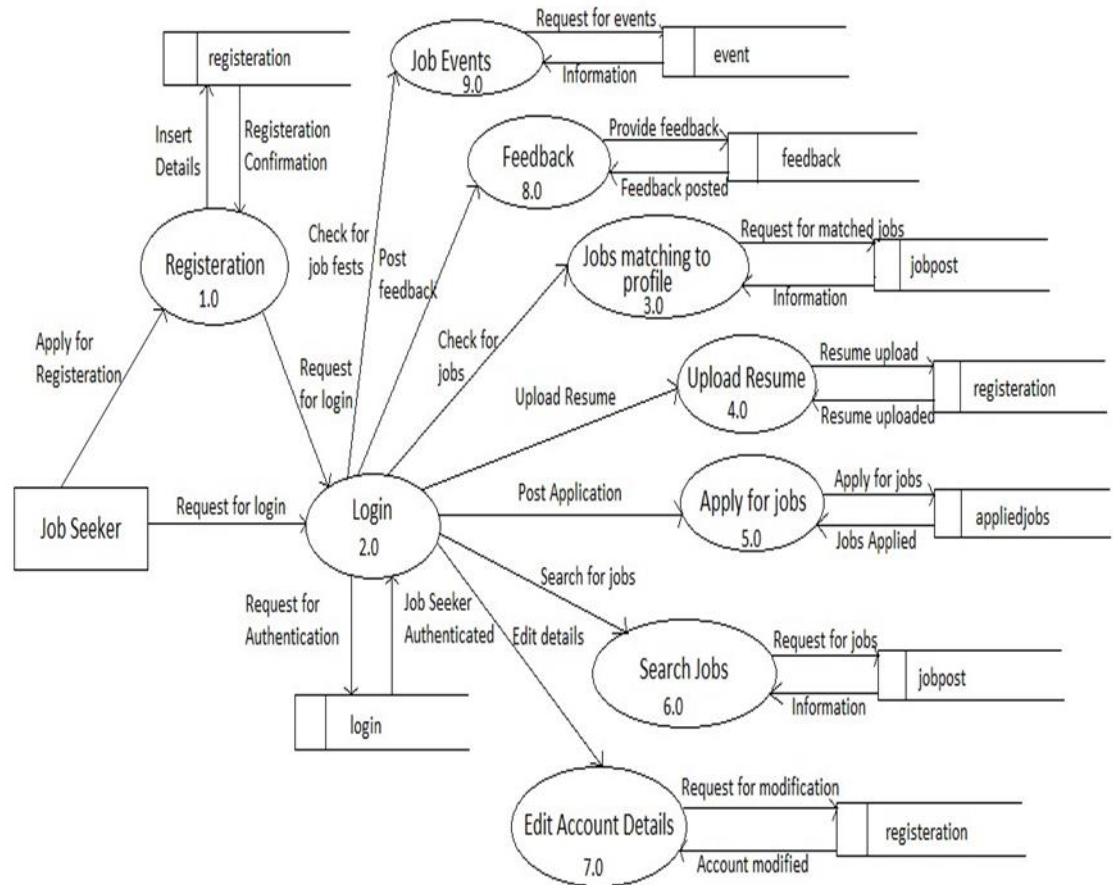 Request for events
registeration
Job Events
9.0
event
Information
Insert
Details
Registeration
Confirmation
Provide feedback
Feedback
8.0
feedback
Feedback posted
Registeration
1.0
Check for
job fests
Post
feedback
Request for matched jobs
Jobs matching to
profile
3.0
jobpost
Information
Apply for
Registeration
Request
for login
Check for
jobs
Resume upload
Upload Resume
Upload Resume
4.0
registeration
Resume uploaded
Job Seeker
Request for login
Login
2.0
Post Application
Apply for jobs
Apply for jobs
5.0
appliedjobs
Jobs Applied
Request for
Authentication
Job Seeker
Authenticated
Search for jobs
Edit details
Request for jobs
Search Jobs
6.0
jobpost
Information
login
Request for modification
Edit Account Details
7.0
registeration
Account modified